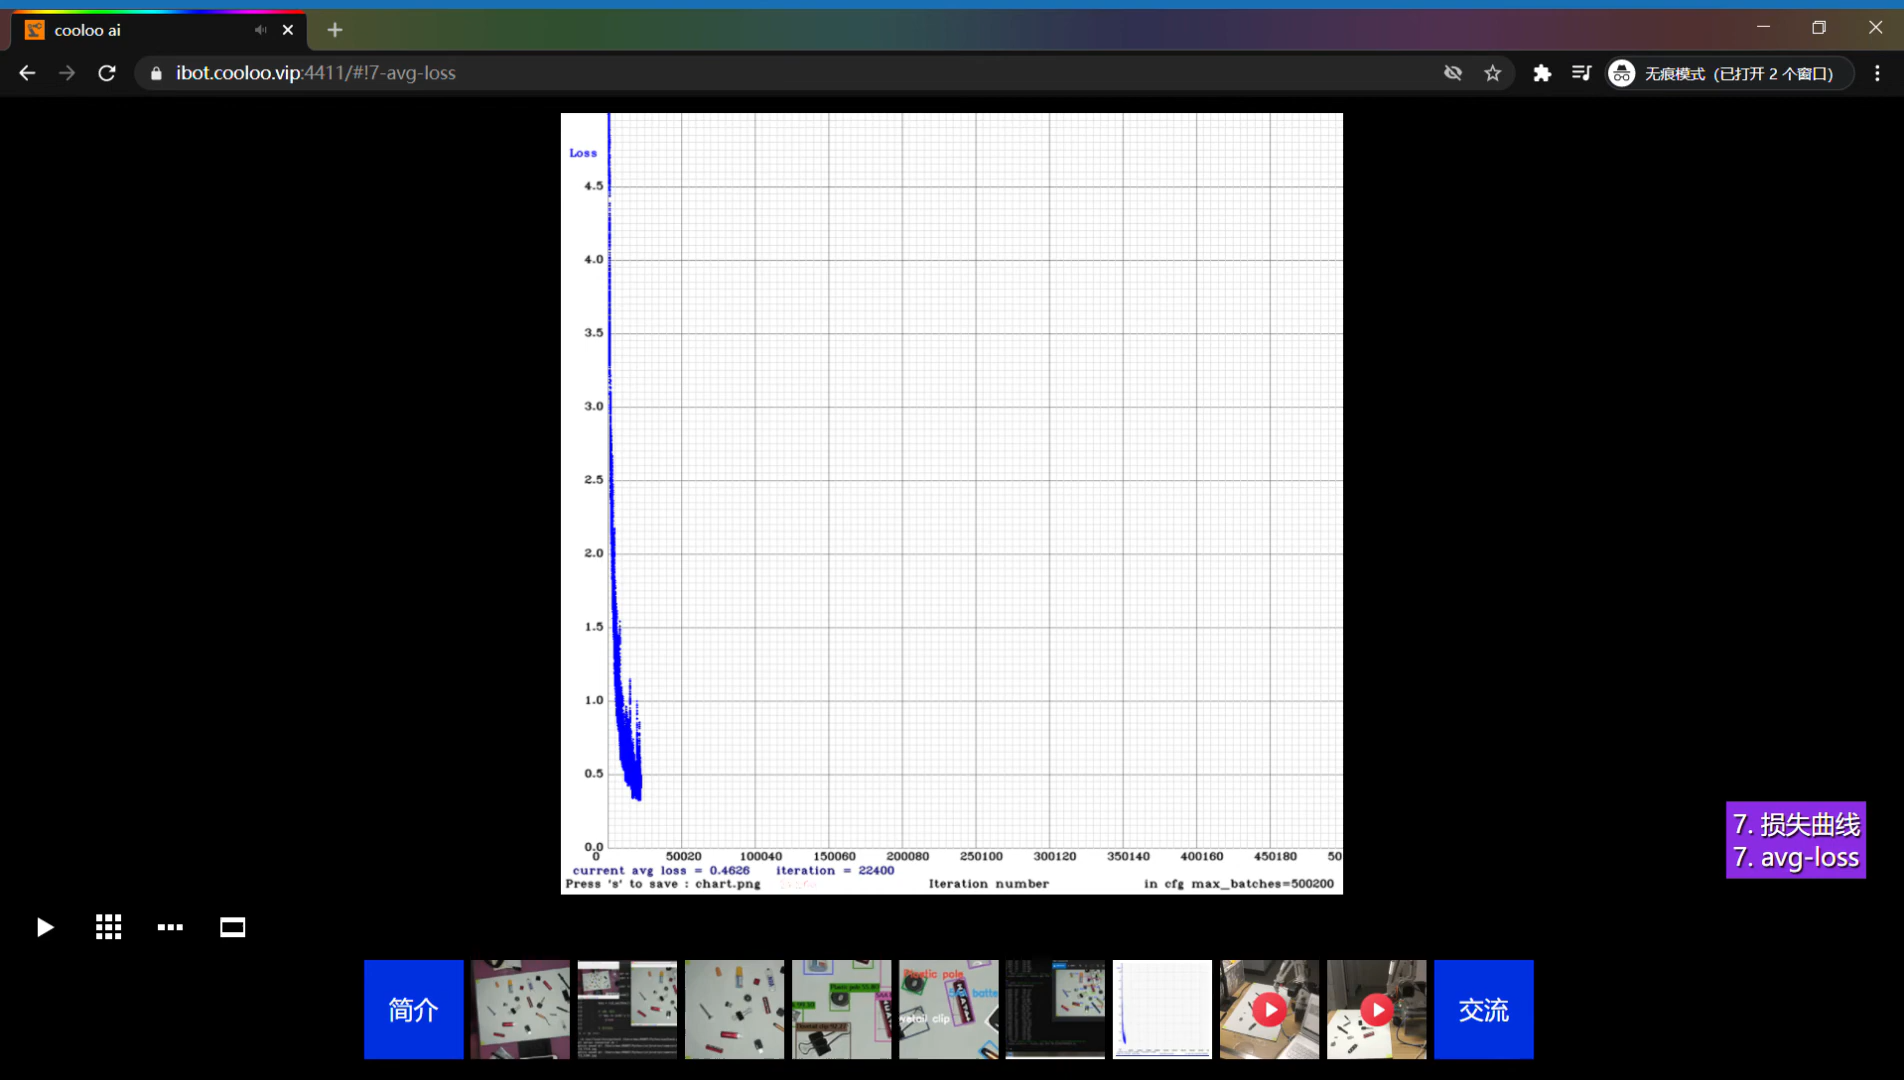 cooloo ai
ibot.cooloo.vip:4411/#!7-avg-loss
无痕模式（已打开 2 个窗口）
Loss
4.5
4.0
3.5
3.0
2.5
2.0
1.5
1.0
0.5
0.0
0 50020 100040 150060 200080 250100 300120 350140 400160 450180 50
current avg loss = 0.4626 iteration = 22400
Press 's' to save : chart.png Iteration number in cfg max_batches=500200
7. 损失曲线
7. avg-loss
简介
Plastic pole
vetail clip
交流